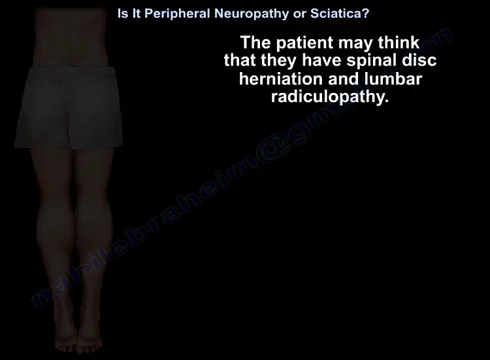 Is It Peripheral Neuropathy or Sciatica?
The patient may think
that they have spinal disc
herniation and lumbar
radiculopathy.